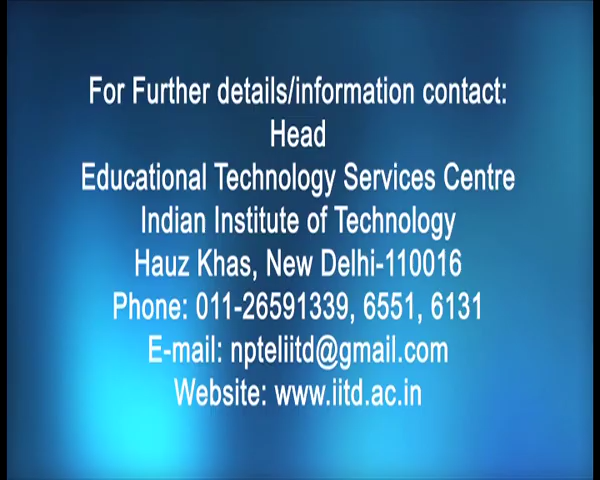 For Further details/information contact:
Head
Educational Technology Services Centre
Indian Institute of Technology
Hauz Khas, New Delhi-110016
Phone: 011-26591339, 6551, 6131
E-mail: npteliitd@gmail.com
Website: www.iitd.ac.in